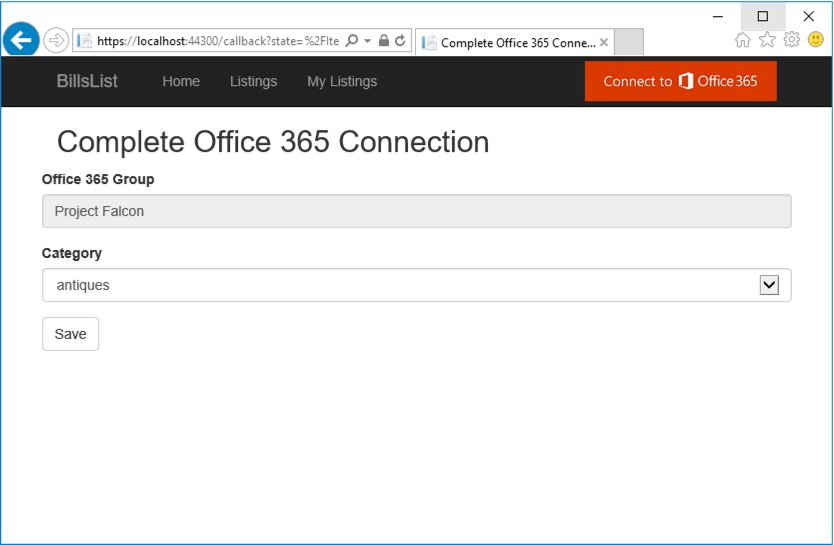 https://localhost:44300/callback?state=%2FIte
Complete Office 365 Conne...
BillsList Home Listings My Listings Connect to Office 365
Complete Office 365 Connection
Office 365 Group
Project Falcon
Category
antiques
Save